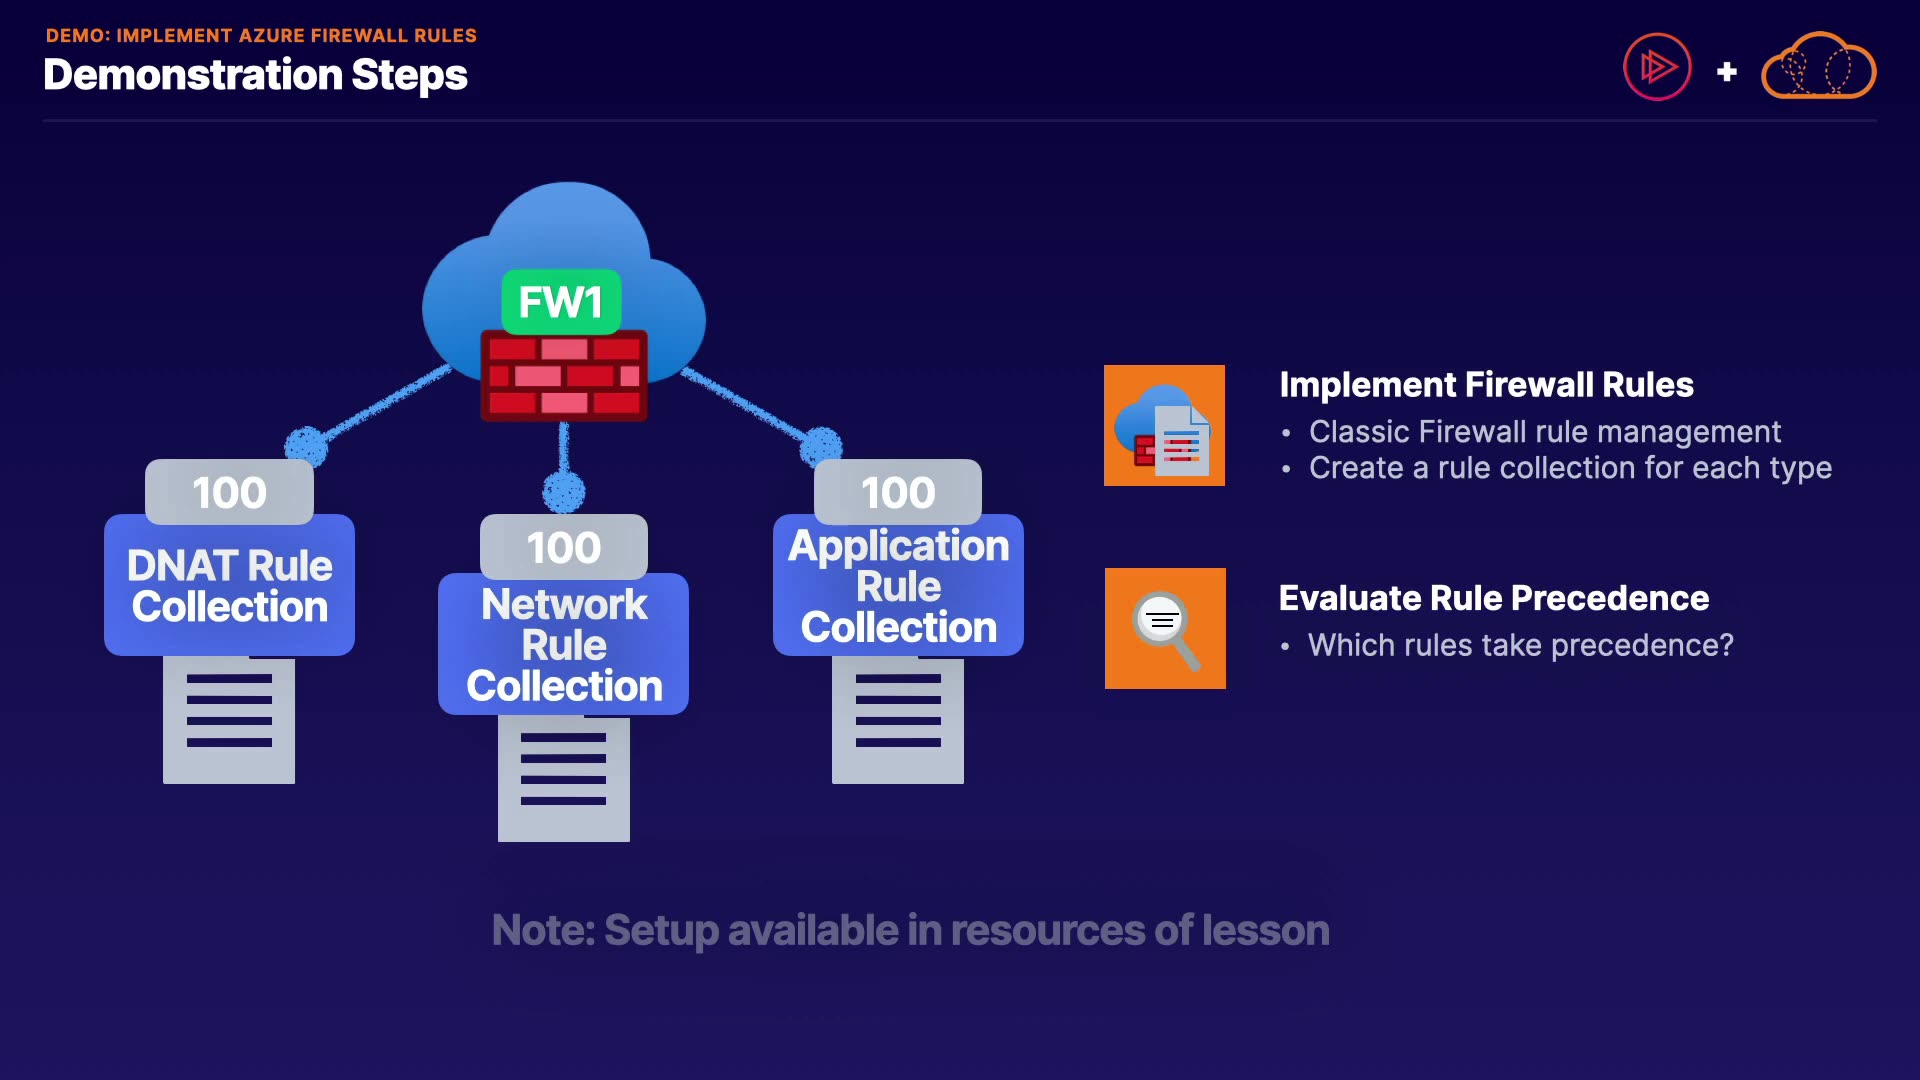 DEMO: IMPLEMENT AZURE FIREWALL RULES
Demonstration Steps
FW1
100
DNAT Rule
Collection
100
Network
Rule
Collection
100
Application
Rule
Collection
Implement Firewall Rules
• Classic Firewall rule management
• Create a rule collection for each type
Evaluate Rule Precedence
• Which rules take precedence?
Note: Setup available in resources of lesson